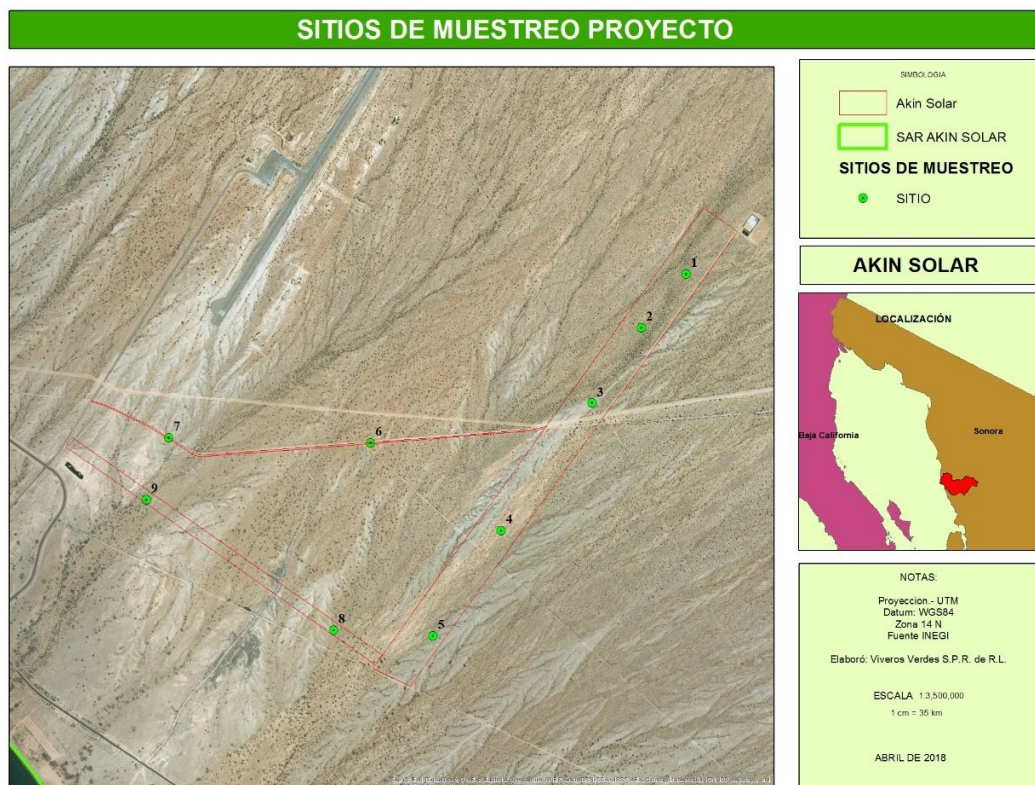 SITIOS DE MUESTREO PROYECTO
SIMBOLOGIA
Akin Solar
SAR AKIN SOLAR
SITIOS DE MUESTREO
SITIO
AKIN SOLAR
LOCALIZACIÓN
Baja California
Sonora
NOTAS:
Proyeccion.- UTM
Datum: WGS84
Zona 14 N
Fuente INEGI
Elaboró: Viveros Verdes S.P.R. de R.L.
ESCALA 1:3,500,000
1 cm = 35 km
ABRIL DE 2018
1
2
3
7
6
9
4
8
5